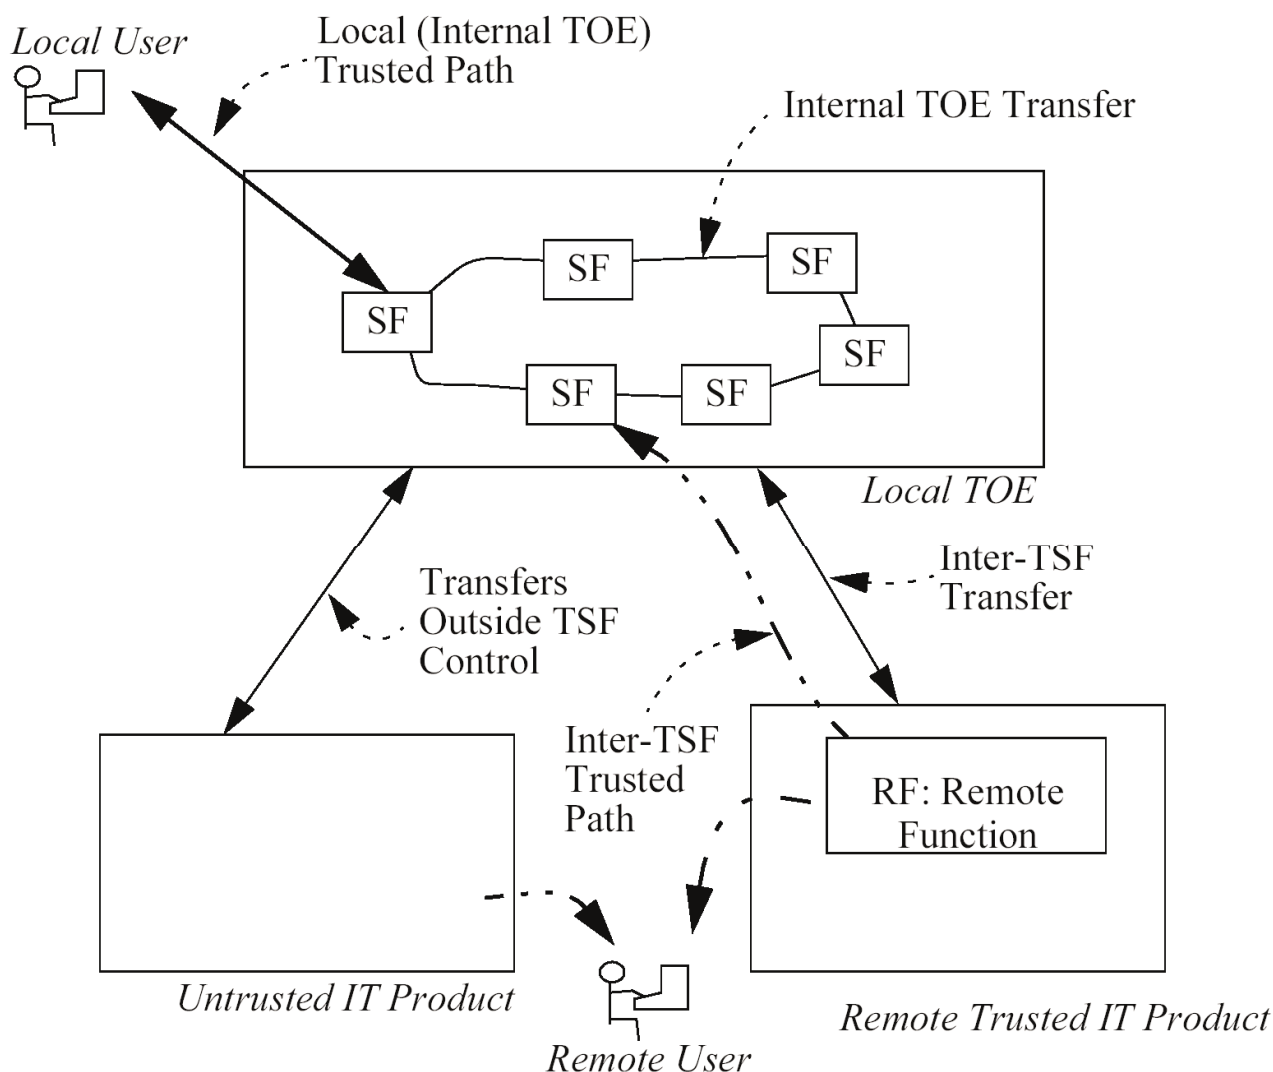 Local User
Local (Internal TOE)
Trusted Path
Internal TOE Transfer
SF
SF
SF
SF
SF
SF
Local TOE
Inter-TSF
Transfer
Transfers
Outside TSF
Control
Inter-TSF
Trusted
Path
RF: Remote
Function
Untrusted IT Product
Remote Trusted IT Product
Remote User